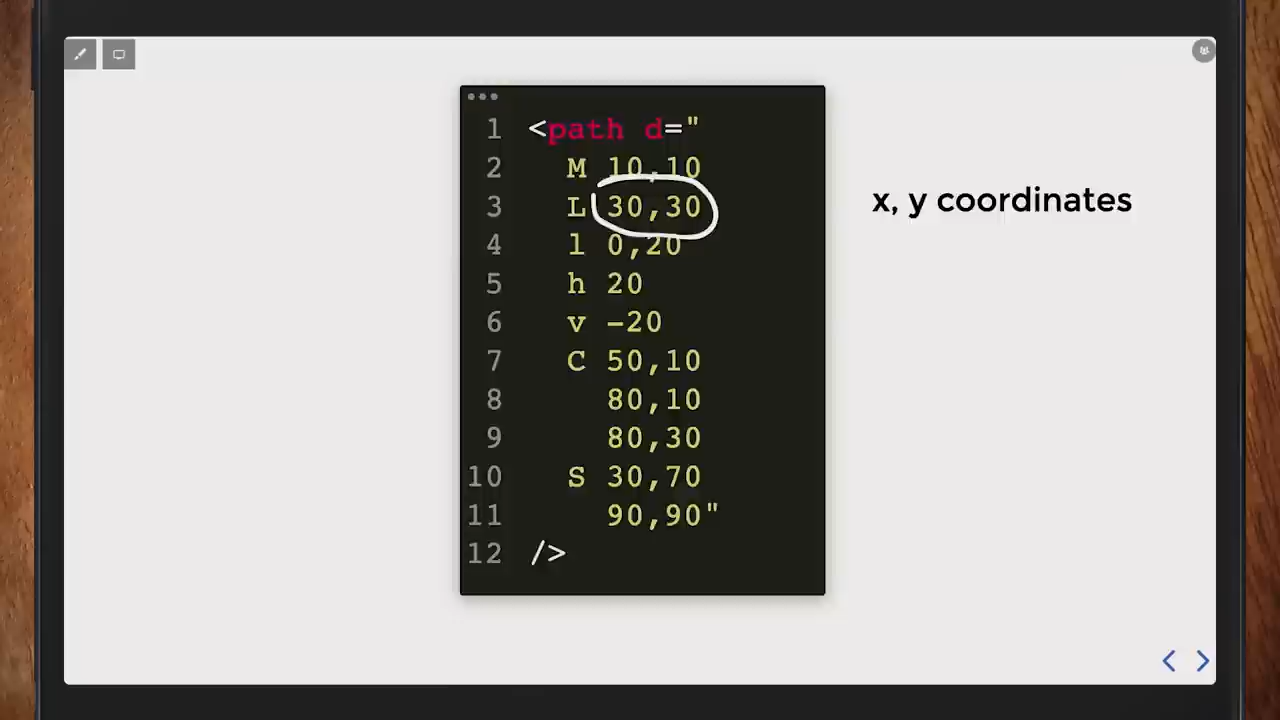 1 <path d="
2 M 10,10
3 L 30,30
x, y coordinates
4 l 0,20
5 h 20
6 v -20
7 C 50,10
8 80,10
9 80,30
10 S 30,70
11 90,90"
12 />